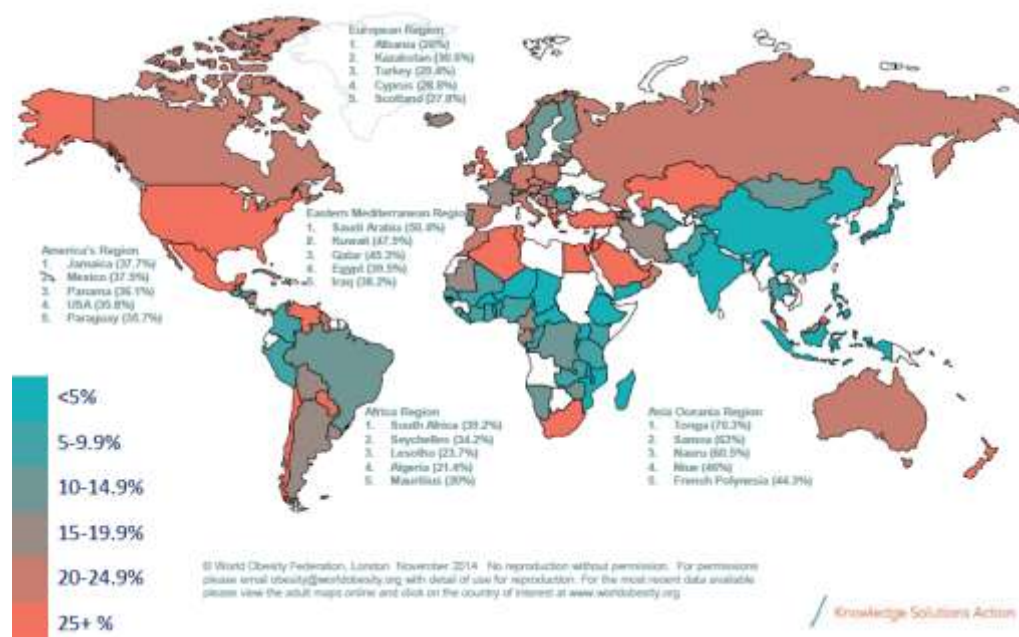 European Region
1. Albania
2. Kazakstan (30.6%)
3. Turkey
4. Cyprus
5. Scotland (27.8%)
Eastern Mediterranean Region
1. Saudi Arabia (50.4%)
2. Kuwait (47.5%)
3. Qatar (45.3%)
4. Egypt (39.5%)
5. Iraq (38.2%)
America's Region
1. Jamaica (37.7%)
2. Mexico (37.5%)
3. Panama (36.1%)
4. USA (35.8%)
5. Paraguay (35.7%)
Africa Region
1. South Africa (39.2%)
2. Seychelles (34.2%)
3. Lesotho (23.7%)
4. Algeria (21.4%)
5. Mauritius (20%)
Asia Oceania Region
1. Tonga (70.3%)
2. Samoa (63%)
3. Nauru (60.5%)
4. Niue (46%)
5. French Polynesia (44.3%)
<5%
5-9.9%
10-14.9%
15-19.9%
20-24.9%
25+ %
© World Obesity Federation, London November 2014 No reproduction without permission. For permissions
please email obesity@worldobesity.org with detail of use for reproduction. For the most recent data available
please view the adult maps online and click on the country of interest at www.worldobesity.org
Knowledge Solutions Action